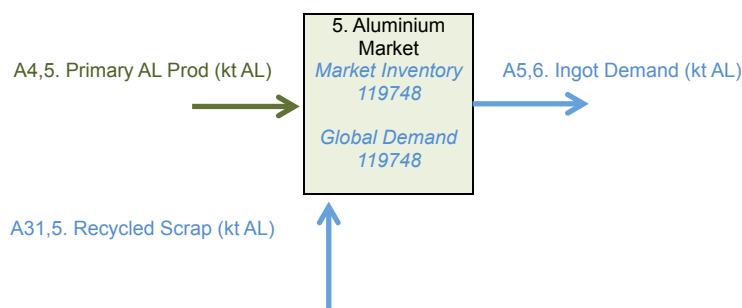 5. Aluminium
Market
Market Inventory
119748
Global Demand
119748
A4,5. Primary AL Prod (kt AL)
A5,6. Ingot Demand (kt AL)
A31,5. Recycled Scrap (kt AL)